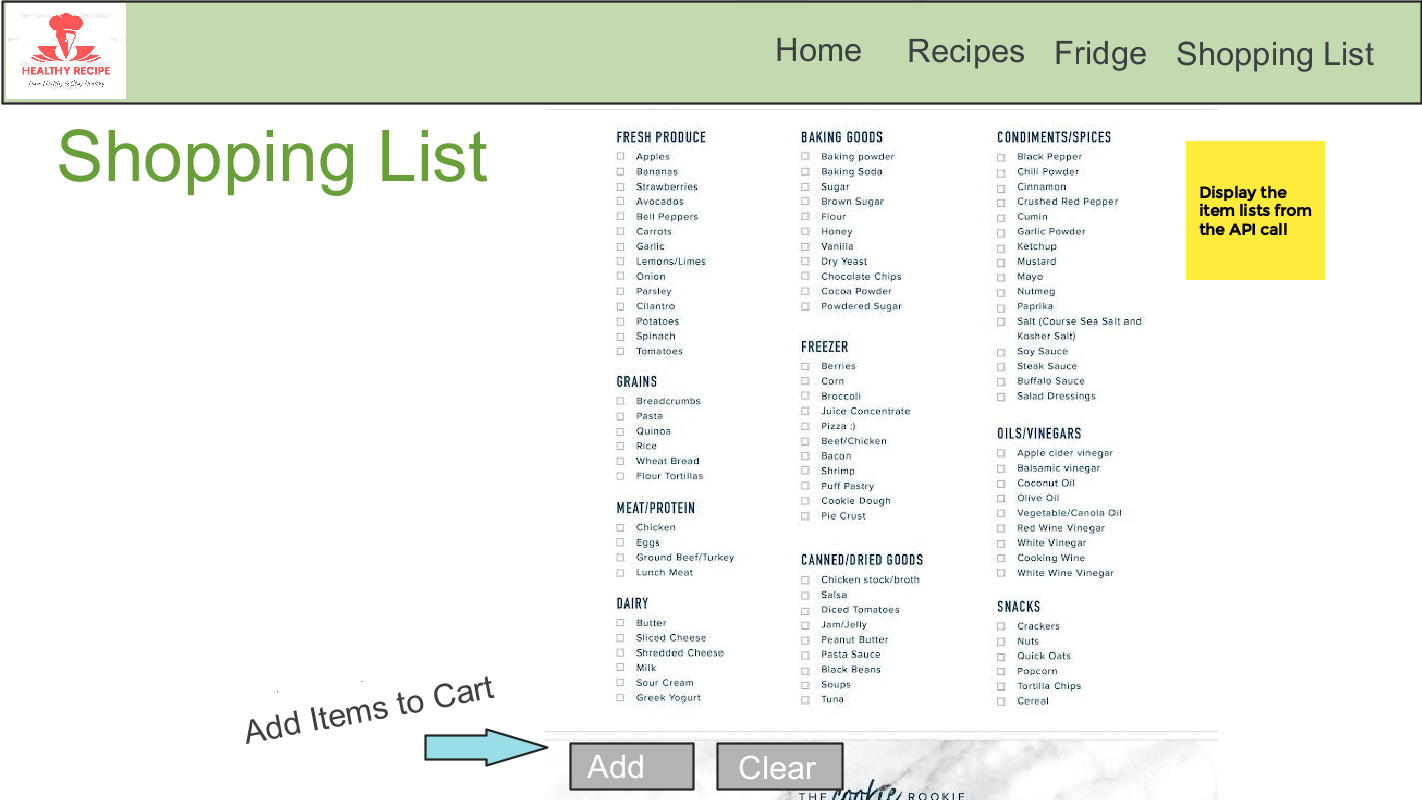 HEALTHY RECIPE
Home
Recipes
Fridge
Shopping List
Shopping List
FRESH PRODUCE
Apples
Bananas
Strawberries
Avocados
Bell Peppers
Carrots
Garlic
Lemons/Limes
Onion
Parsley
Cilantro
Potatoes
Spinach
Tomatoes
GRAINS
Breadcrumbs
Pasta
Quinoa
Rice
Wheat Bread
Flour Tortillas
MEAT/PROTEIN
Chicken
Eggs
Ground Beef/Turkey
Lunch Meat
DAIRY
Butter
Sliced Cheese
Shredded Cheese
Milk
Sour Cream
Greek Yogurt
BAKING GOODS
Baking powder
Baking Soda
Sugar
Brown Sugar
Flour
Honey
Vanilla
Dry Yeast
Chocolate Chips
Cocoa Powder
Powdered Sugar
FREEZER
Berries
Corn
Broccoli
Juice Concentrate
Pizza :)
Beef/Chicken
Bacon
Shrimp
Puff Pastry
Cookie Dough
Pie Crust
CANNED/DRIED GOODS
Chicken stock/broth
Salsa
Diced Tomatoes
Jam/Jelly
Peanut Butter
Pasta Sauce
Black Beans
Soups
Tuna
CONDIMENTS/SPICES
Black Pepper
Chili Powder
Cinnamon
Crushed Red Pepper
Cumin
Garlic Powder
Ketchup
Mustard
Mayo
Nutmeg
Paprika
Salt (Course Sea Salt and
Kosher Salt)
Soy Sauce
Steak Sauce
Buffalo Sauce
Salad Dressings
OILS/VINEGARS
Apple cider vinegar
Balsamic vinegar
Coconut Oil
Olive Oil
Vegetable/Canola Oil
Red Wine Vinegar
White Vinegar
Cooking Wine
White Wine Vinegar
SNACKS
Crackers
Nuts
Quick Oats
Popcorn
Tortilla Chips
Cereal
Display the
item lists from
the API call
Add Items to Cart
Add
Clear
THE cookie ROOKIE